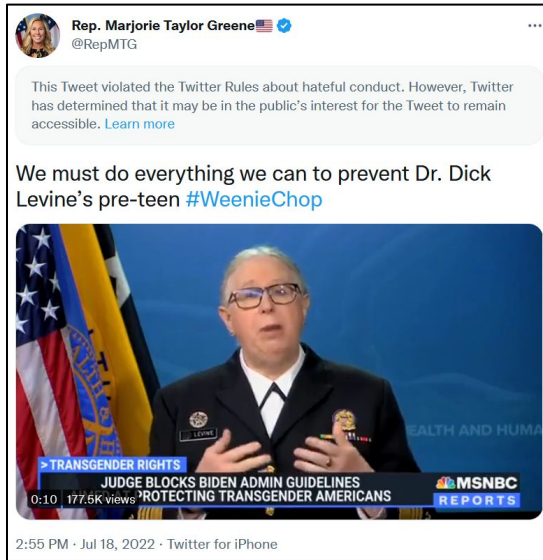 Rep. Marjorie Taylor Greene
@RepMTG
This Tweet violated the Twitter Rules about hateful conduct. However, Twitter
has determined that it may be in the public's interest for the Tweet to remain
accessible. Learn more
We must do everything we can to prevent Dr. Dick
Levine's pre-teen #WeenieChop
LEVINE
EALTH AND HUMA
>TRANSGENDER RIGHTS
JUDGE BLOCKS BIDEN ADMIN GUIDELINES
PROTECTING TRANSGENDER AMERICANS
MSNBC
REPORTS
0:10 177.5K views
2:55 PM · Jul 18, 2022 · Twitter for iPhone